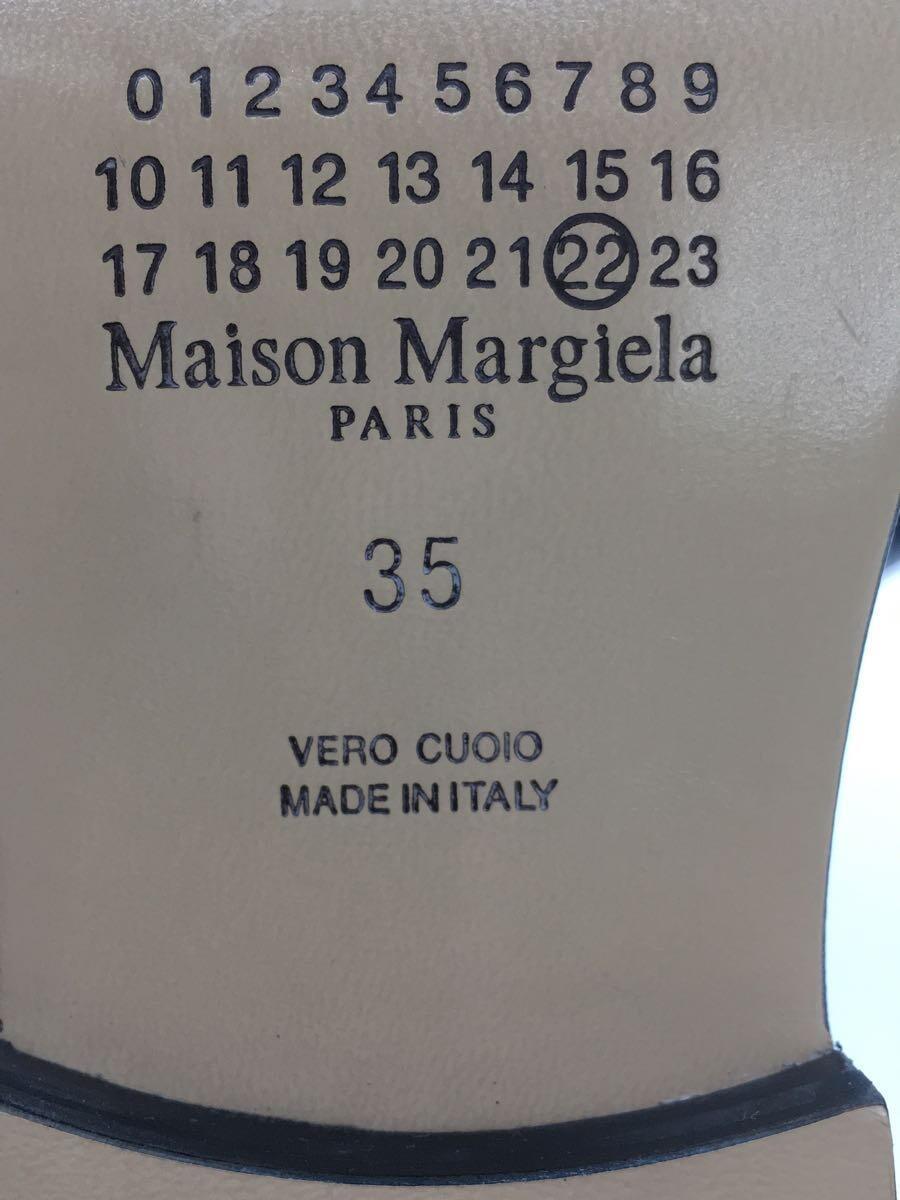 0 1 2 3 4 5 6 7 8 9
10 11 12 13 14 15 16
17 18 19 20 21 22 23
Maison Margiela
PARIS
35
VERO CUOIO
MADE IN ITALY